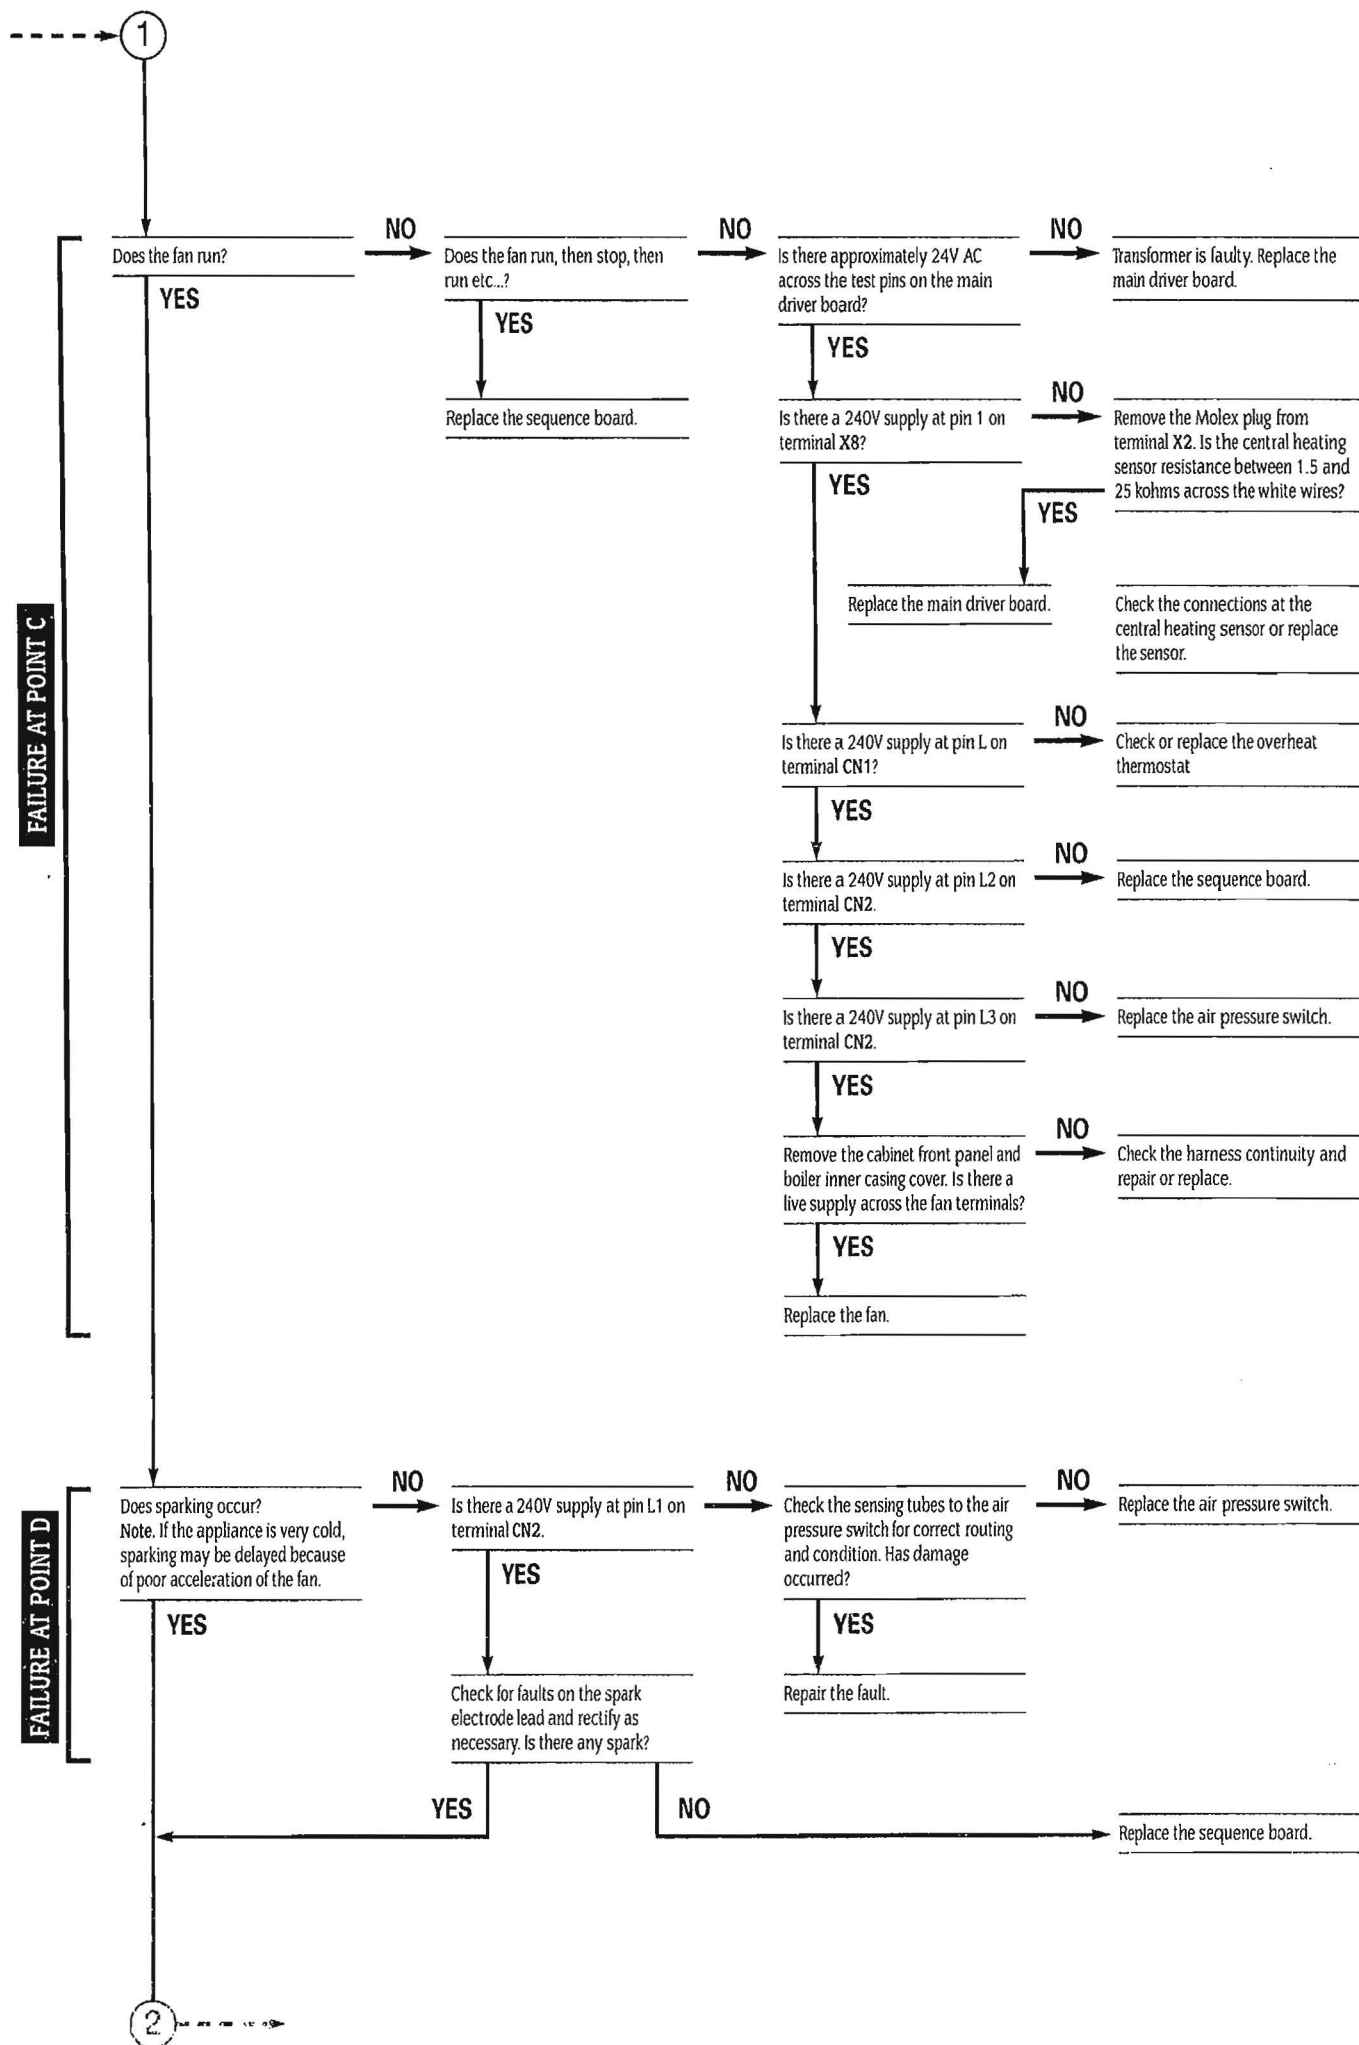 1
FAILURE AT POINT C
Does the fan run?
NO
YES
Does the fan run, then stop, then
run etc...?
NO
YES
Replace the sequence board.
Is there approximately 24V AC
across the test pins on the main
driver board?
NO
YES
Transformer is faulty. Replace the
main driver board.
Is there a 240V supply at pin 1 on
terminal X8?
NO
YES
Remove the Molex plug from
terminal X2. Is the central heating
sensor resistance between 1.5 and
25 kohms across the white wires?
YES
Replace the main driver board.
Check the connections at the
central heating sensor or replace
the sensor.
Is there a 240V supply at pin L on
terminal CN1?
NO
YES
Check or replace the overheat
thermostat
Is there a 240V supply at pin L2 on
terminal CN2.
NO
YES
Replace the sequence board.
Is there a 240V supply at pin L3 on
terminal CN2.
NO
YES
Replace the air pressure switch.
Remove the cabinet front panel and
boiler inner casing cover. Is there a
live supply across the fan terminals?
NO
YES
Check the harness continuity and
repair or replace.
Replace the fan.
FAILURE AT POINT D
Does sparking occur?
Note. If the appliance is very cold,
sparking may be delayed because
of poor acceleration of the fan.
NO
YES
Is there a 240V supply at pin L1 on
terminal CN2.
NO
YES
Check the sensing tubes to the air
pressure switch for correct routing
and condition. Has damage
occurred?
NO
YES
Replace the air pressure switch.
Repair the fault.
Check for faults on the spark
electrode lead and rectify as
necessary. Is there any spark?
YES
NO
Replace the sequence board.
2